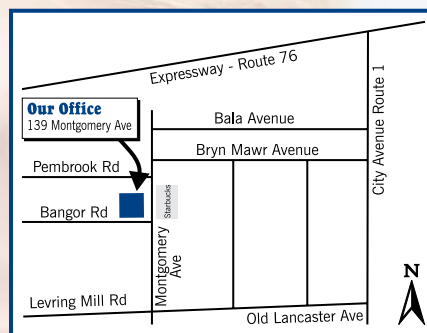 Expressway - Route 76
Our Office
139 Montgomery Ave
Bala Avenue
City Avenue Route 1
Bryn Mawr Avenue
Pembrook Rd
Starbucks
Bangor Rd
Montgomery
Ave
N
Levring Mill Rd
Old Lancaster Ave